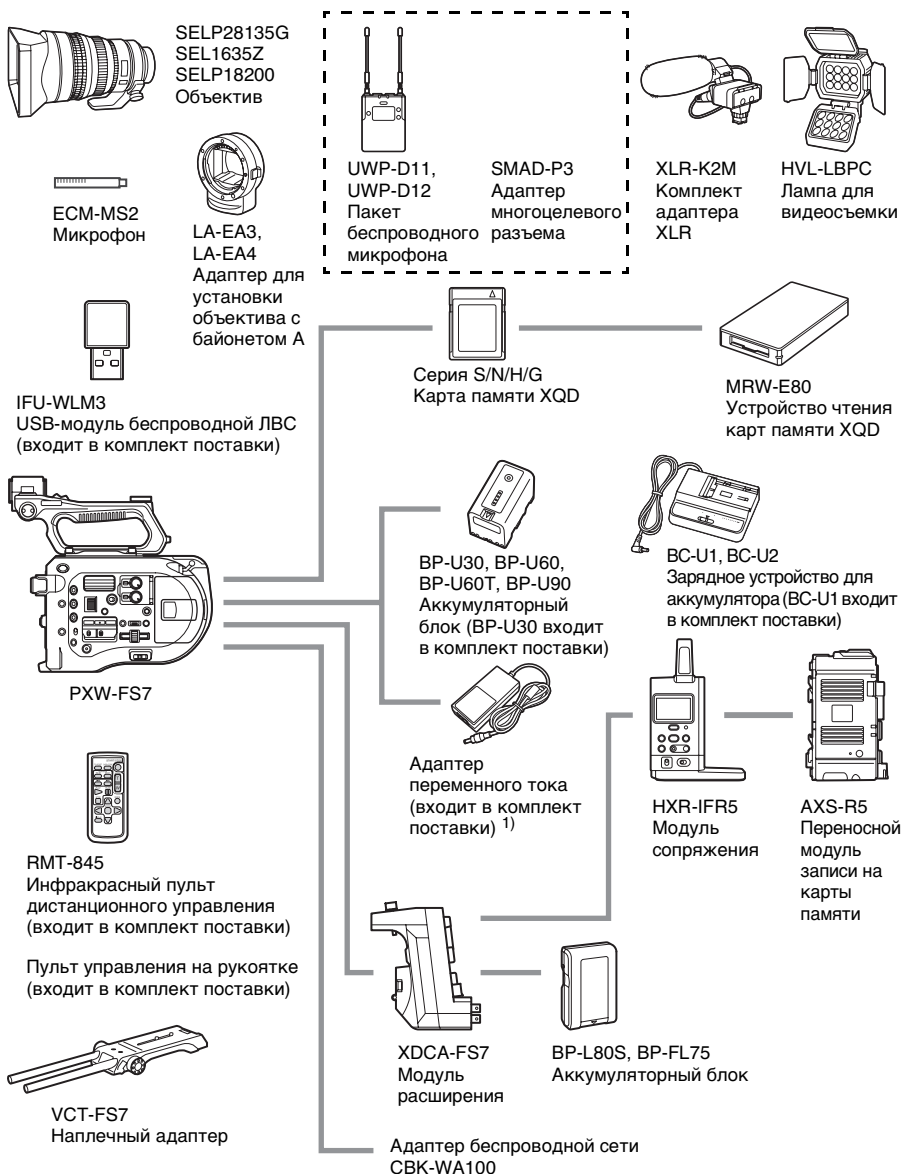 SELP28135G
SEL1635Z
SELP18200
Объектив
ECM-MS2
Микрофон
LA-EA3,
LA-EA4
Адаптер для
установки
объектива с
байонетом A
UWP-D11,
UWP-D12
Пакет
беспроводного
микрофона
SMAD-P3
Адаптер
многоцелевого
разъема
XLR-K2M
Комплект
адаптера
XLR
HVL-LBPC
Лампа для
видеосъемки
IFU-WLM3
USB-модуль беспроводной ЛВС
(входит в комплект поставки)
Серия S/N/H/G
Карта памяти XQD
MRW-E80
Устройство чтения
карт памяти XQD
PXW-FS7
BP-U30, BP-U60,
BP-U60T, BP-U90
Аккумуляторный
блок (BP-U30 входит
в комплект поставки)
BC-U1, BC-U2
Зарядное устройство для
аккумулятора (BC-U1 входит
в комплект поставки)
Адаптер
переменного тока
(входит в комплект
поставки) 1)
HXR-IFR5
Модуль
сопряжения
AXS-R5
Переносной
модуль
записи на
карты
памяти
RMT-845
Инфракрасный пульт
дистанционного управления
(входит в комплект поставки)
Пульт управления на рукоятке
(входит в комплект поставки)
XDCA-FS7
Модуль
расширения
BP-L80S, BP-FL75
Аккумуляторный блок
VCT-FS7
Наплечный адаптер
Адаптер беспроводной сети
CBK-WA100